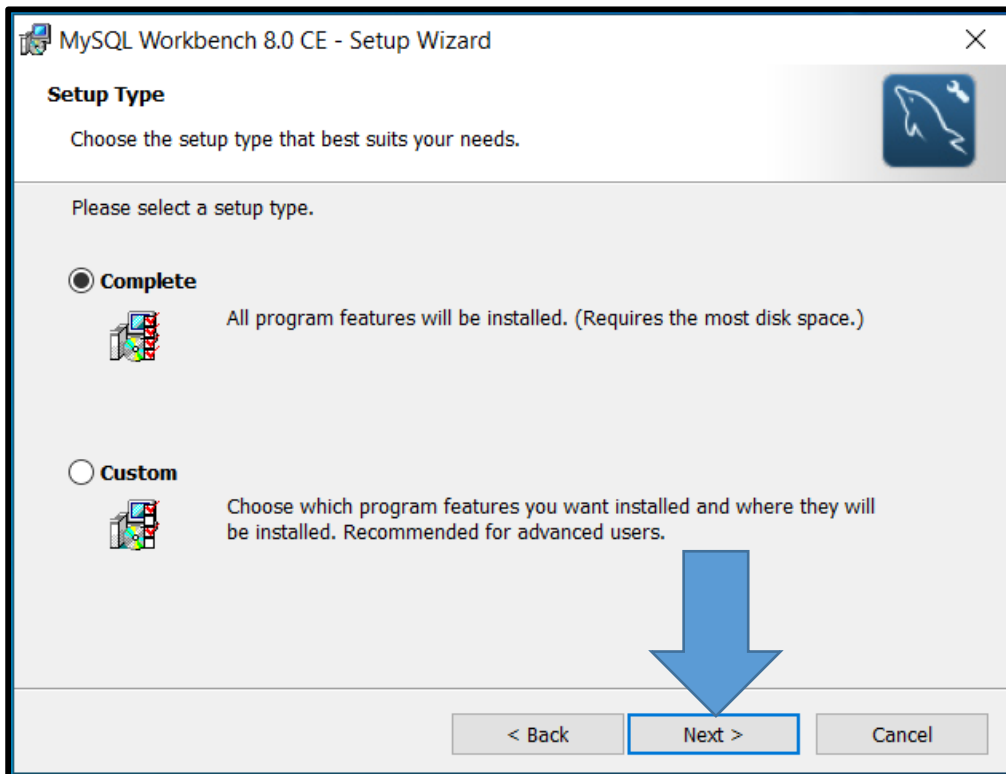 MySQL Workbench 8.0 CE - Setup Wizard
Setup Type
Choose the setup type that best suits your needs.
Please select a setup type.
Complete
All program features will be installed. (Requires the most disk space.)
Custom
Choose which program features you want installed and where they will
be installed. Recommended for advanced users.
< Back
Next >
Cancel